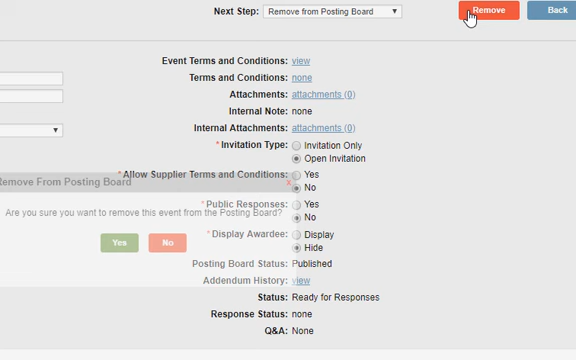 Next Step: Remove from Posting Board Remove Back
Event Terms and Conditions: view
Terms and Conditions: none
Attachments: attachments (0)
Internal Note: none
Internal Attachments: attachments (0)
* Invitation Type: Invitation Only
Open Invitation
* Allow Supplier Terms and Conditions: Yes
Remove From Posting Board x No
* Public Responses: Yes
Are you sure you want to remove this event from the Posting Board? No
* Display Awardee: Display
Yes No Hide
Posting Board Status: Published
Addendum History: view
Status: Ready for Responses
Response Status: none
Q&A: None